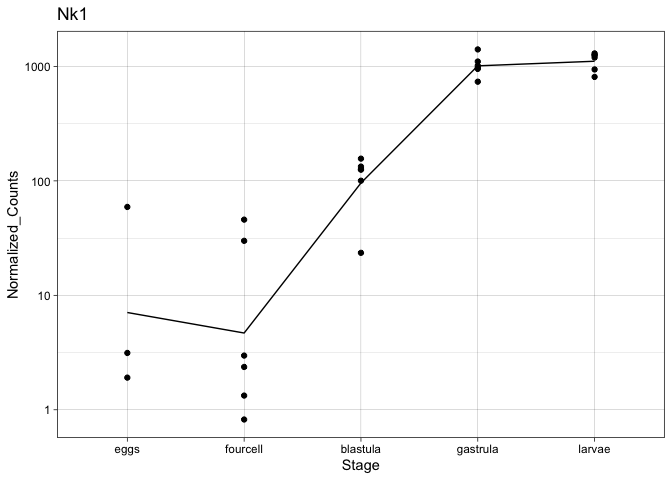 Nk1
Normalized_Counts
1000
100
10
1
eggs fourcell blastula gastrula larvae
Stage